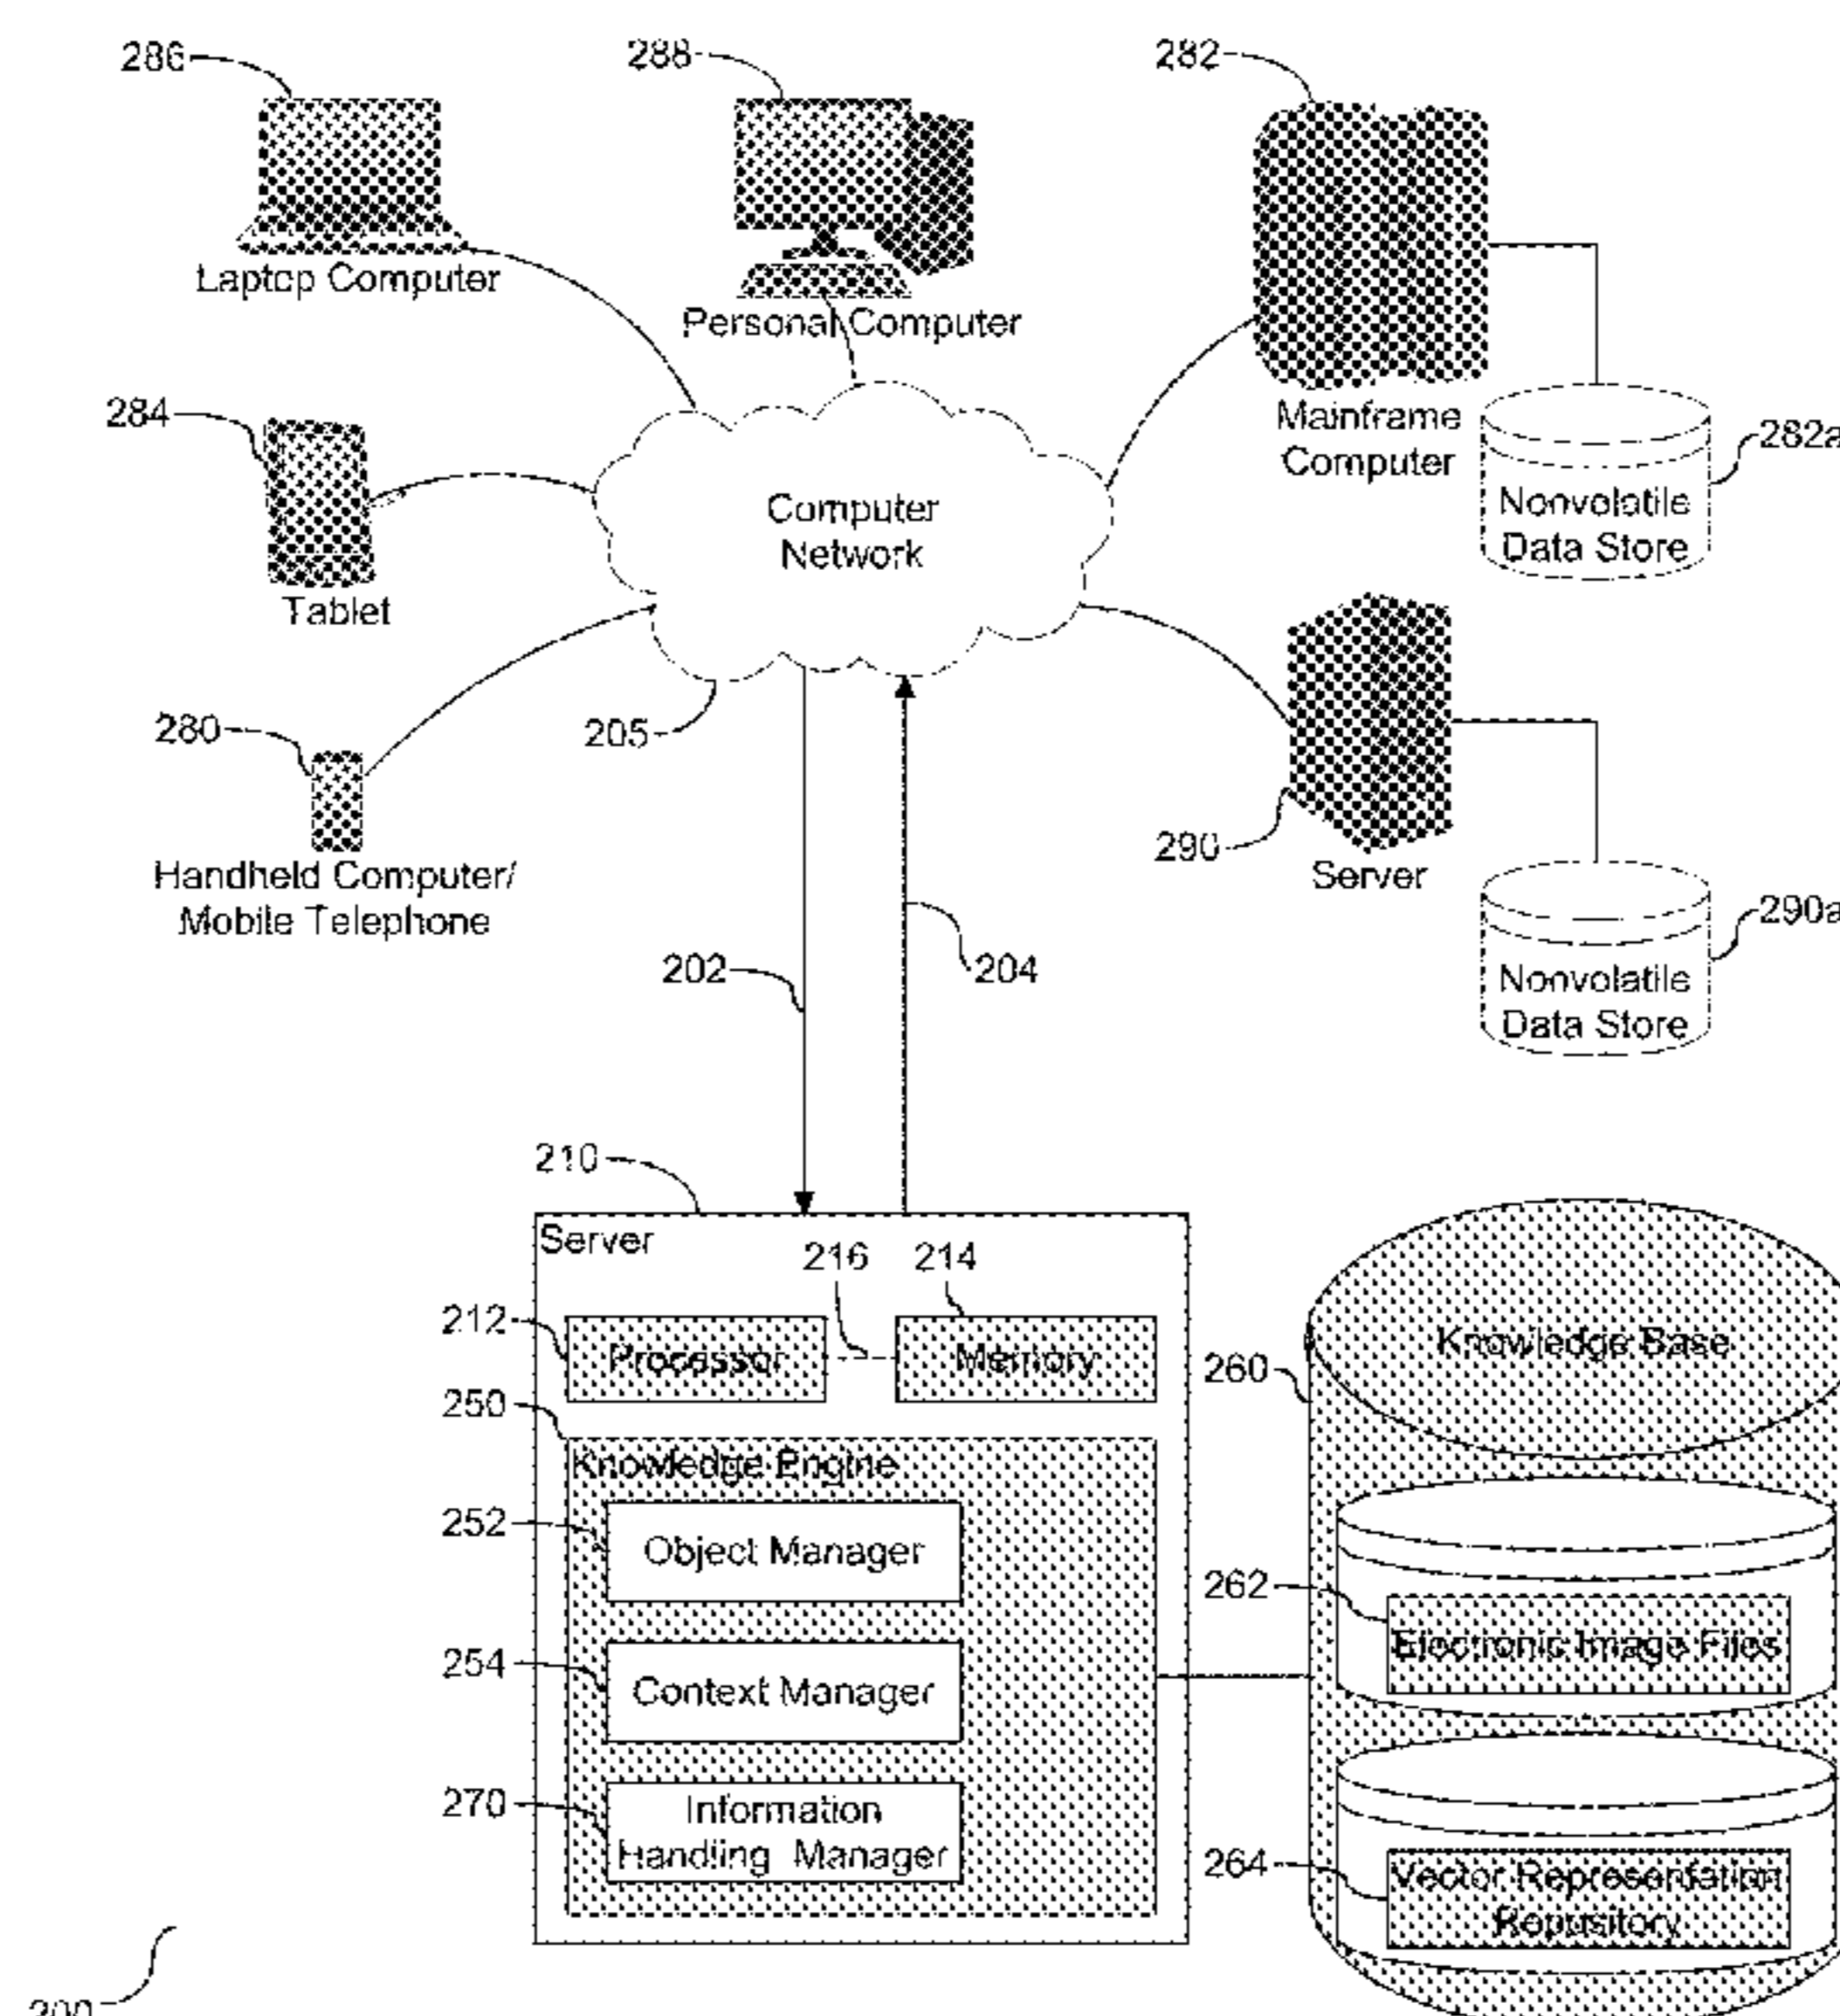 286
288
282
Laptop Computer
Personal Computer
Mainframe
Computer
282a
Nonvolatile
Data Store
284
Tablet
Computer
Network
280
205
Handheld Computer/
Mobile Telephone
290
Server
290a
Nonvolatile
Data Store
202
204
210
Server
216
214
212
Processor
Memory
250
Knowledge Engine
252
Object Manager
254
Context Manager
270
Information
Handling Manager
260
Knowledge Base
262
Electronic Image Files
264
Vector Representation
Repository
200